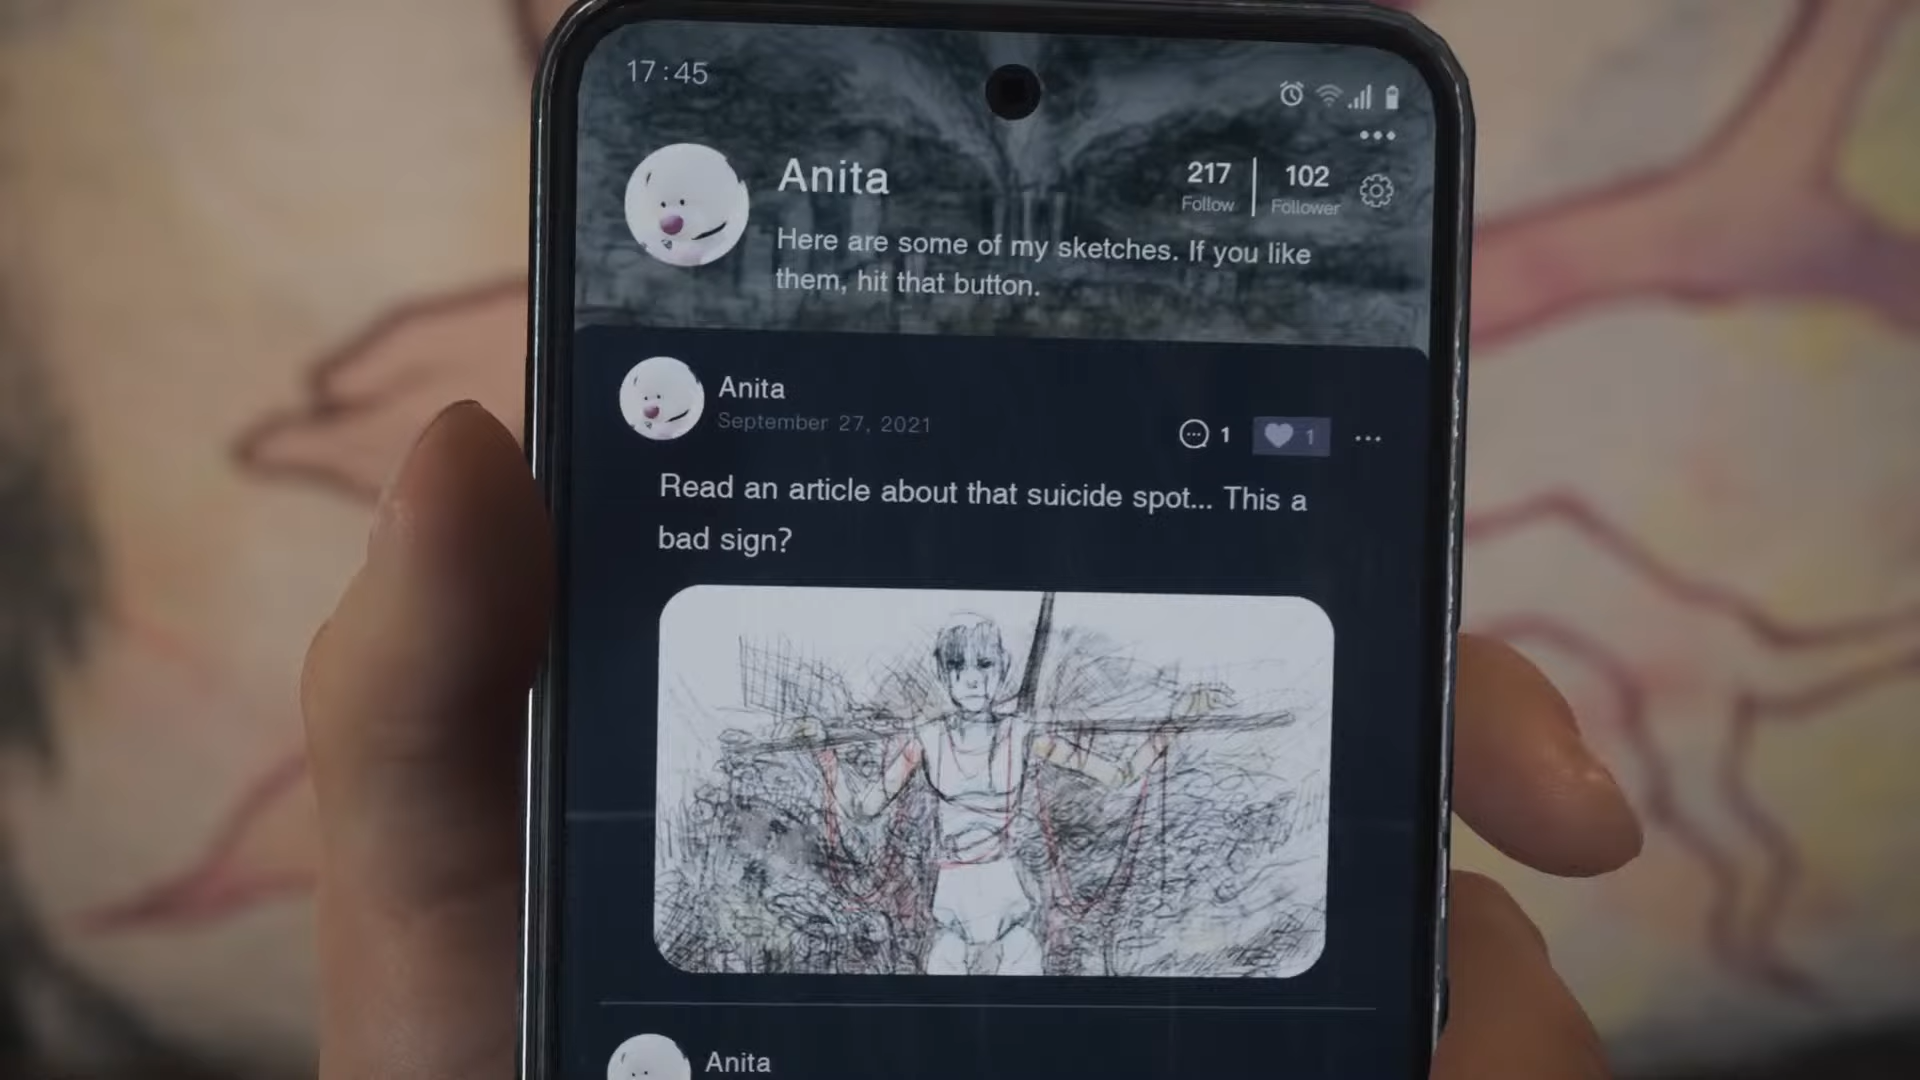 17:45
Anita
217
Follow
102
Follower
Here are some of my sketches. If you like
them, hit that button.
Anita
September 27, 2021
1
1
Read an article about that suicide spot... This a
bad sign?
Anita